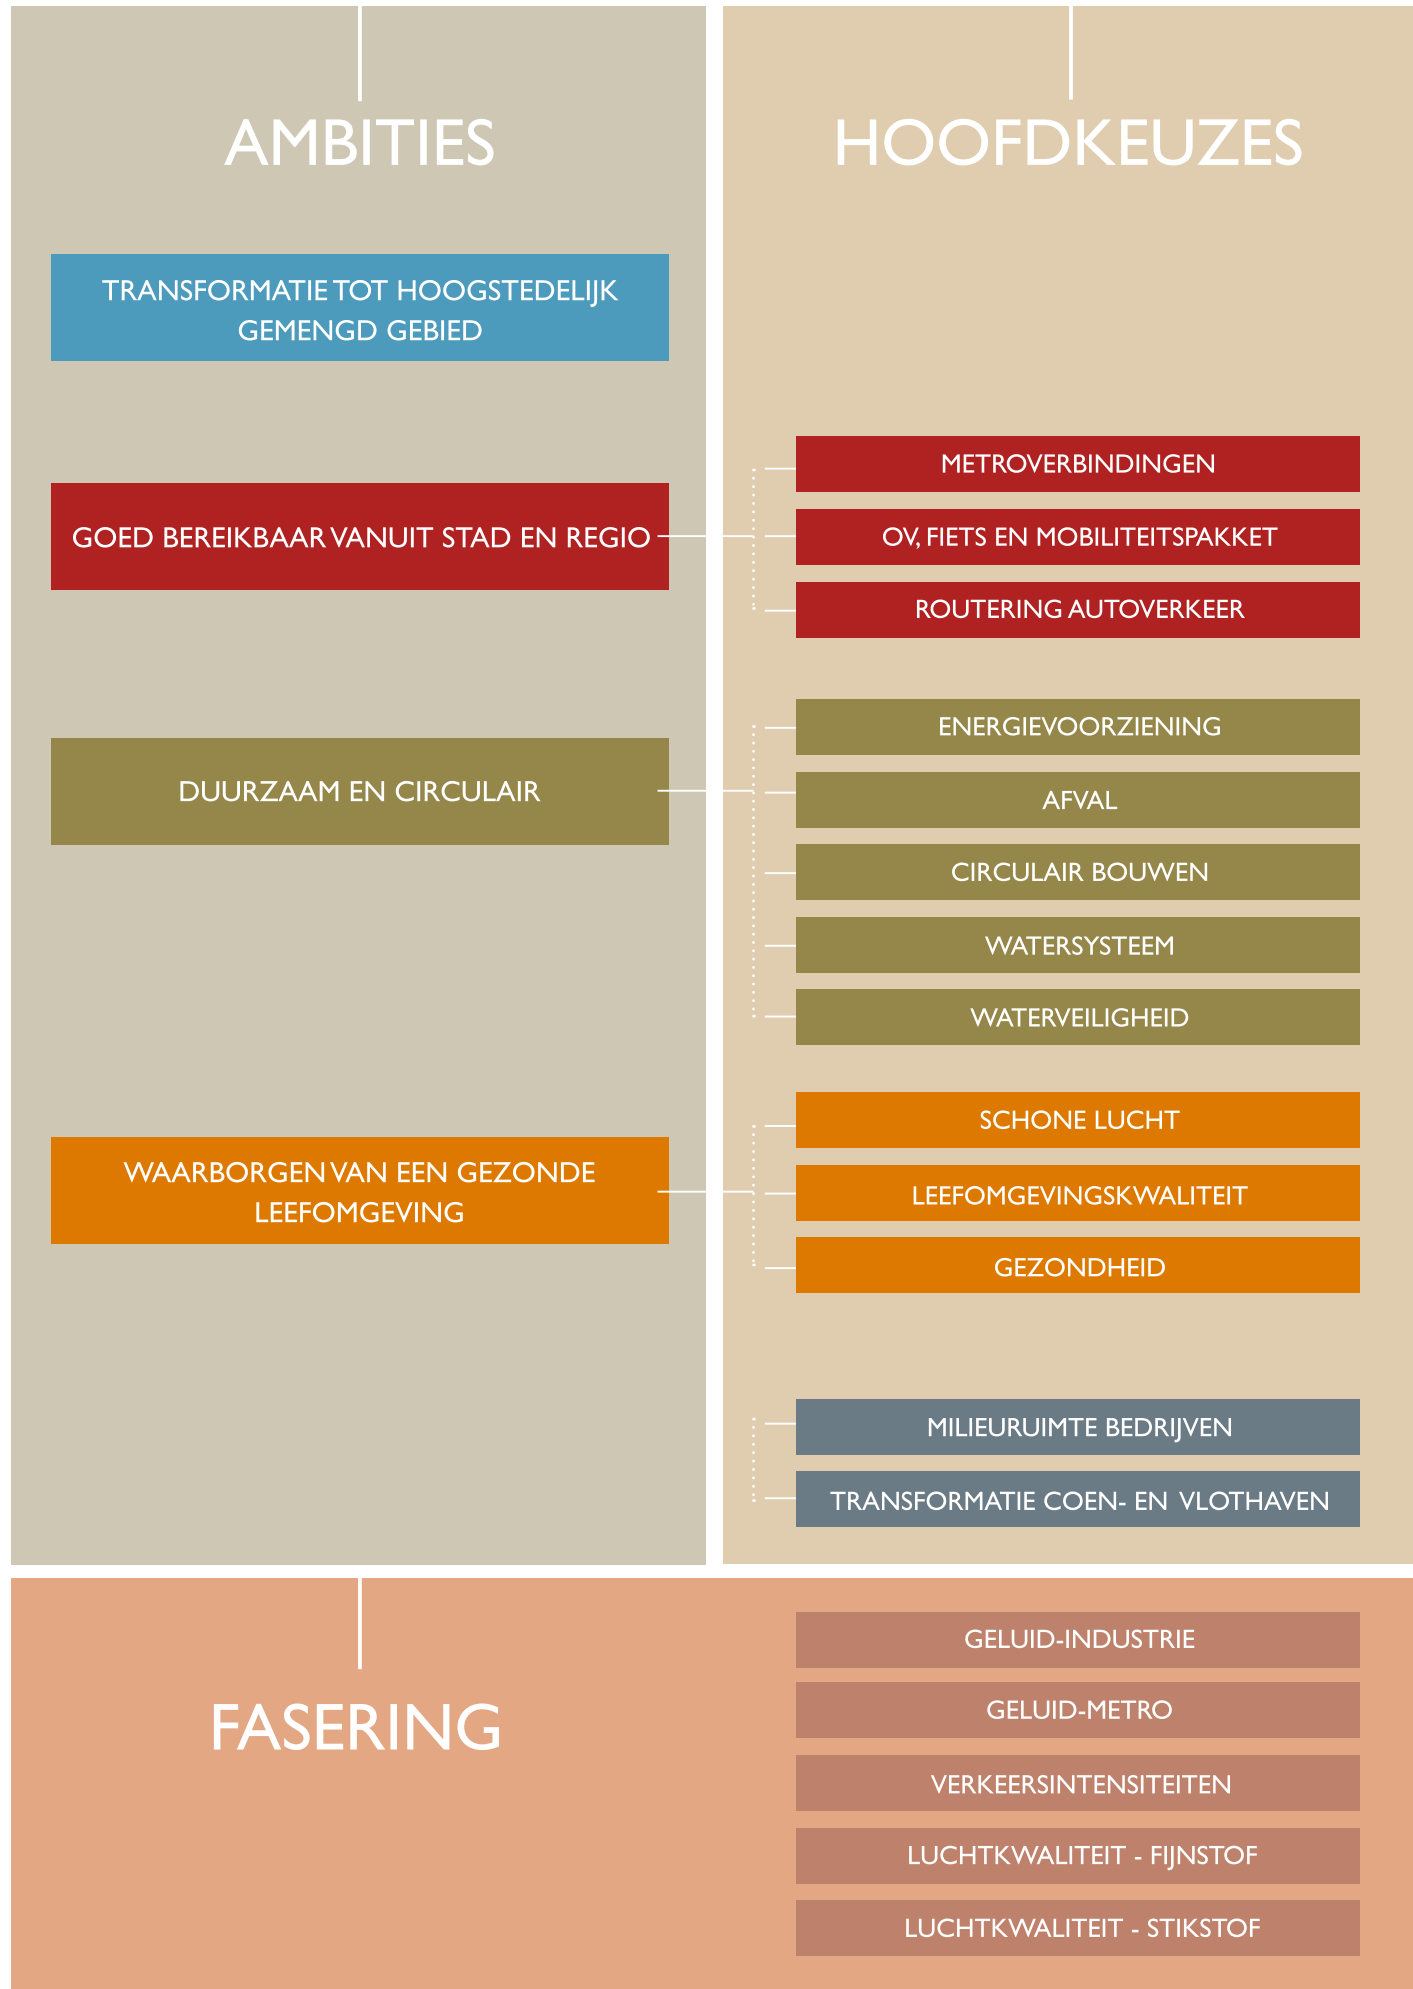 AMBITIES
TRANSFORMATIE TOT HOOGSTEDELIJK
GEMENGD GEBIED
GOED BEREIKBAAR VANUIT STAD EN REGIO
DUURZAAM EN CIRCULAIR
WAARBORGEN VAN EEN GEZONDE
LEEFOMGEVING
HOOFDKEUZES
METROVERBINDINGEN
OV, FIETS EN MOBILITEITSPAKKET
ROUTERING AUTOVERKEER
ENERGIEVOORZIENING
AFVAL
CIRCULAIR BOUWEN
WATERSYSTEEM
WATERVEILIGHEID
SCHONE LUCHT
LEEFOMGEVINGSKWALITEIT
GEZONDHEID
MILIEURUIMTE BEDRIJVEN
TRANSFORMATIE COEN- EN VLOTHAVEN
FASERING
GELUID-INDUSTRIE
GELUID-METRO
VERKEERSINTENSITEITEN
LUCHTKWALITEIT - FIJNSTOF
LUCHTKWALITEIT - STIKSTOF